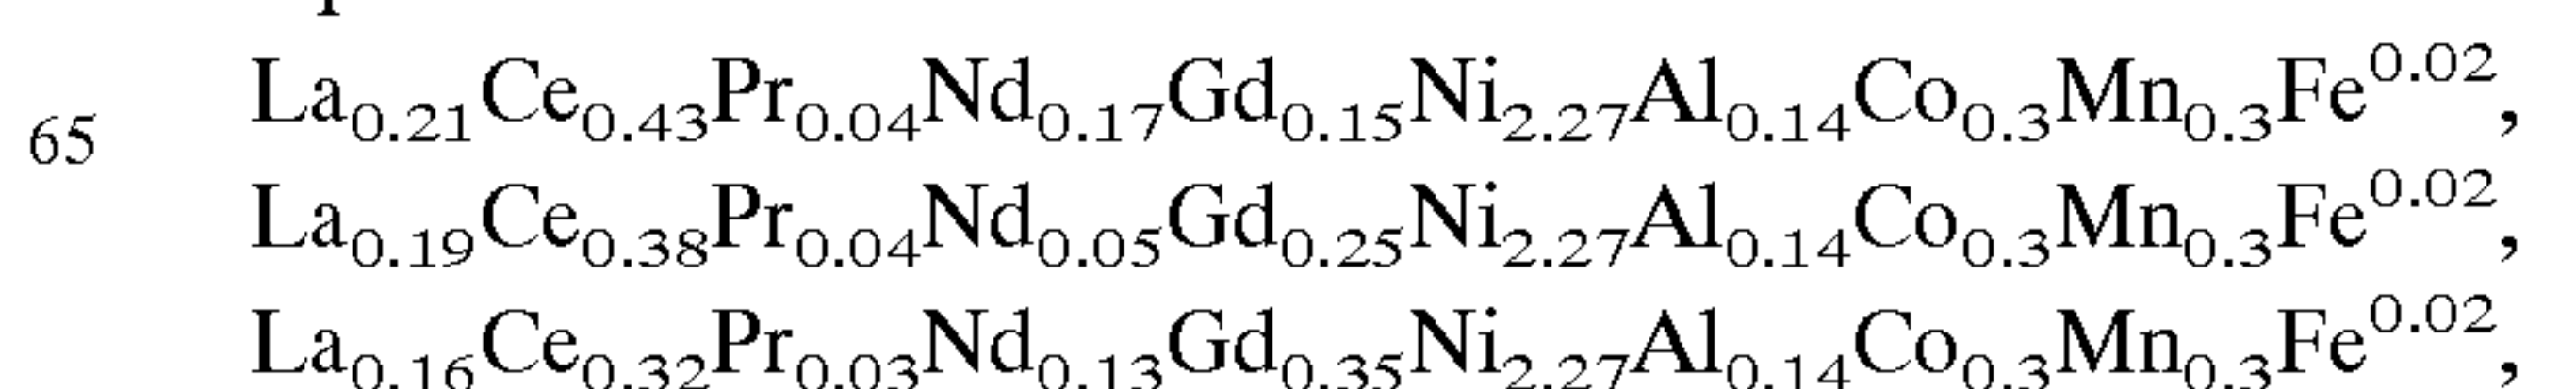 La0.21Ce0.43Pr0.04Nd0.17Gd0.15Ni2.27Al0.14Co0.3Mn0.3Fe0.02,
65
La0.19Ce0.38Pr0.04Nd0.05Gd0.25Ni2.27Al0.14Co0.3Mn0.3Fe0.02,
La0.16Ce0.32Pr0.03Nd0.13Gd0.35Ni2.27Al0.14Co0.3Mn0.3Fe0.02,